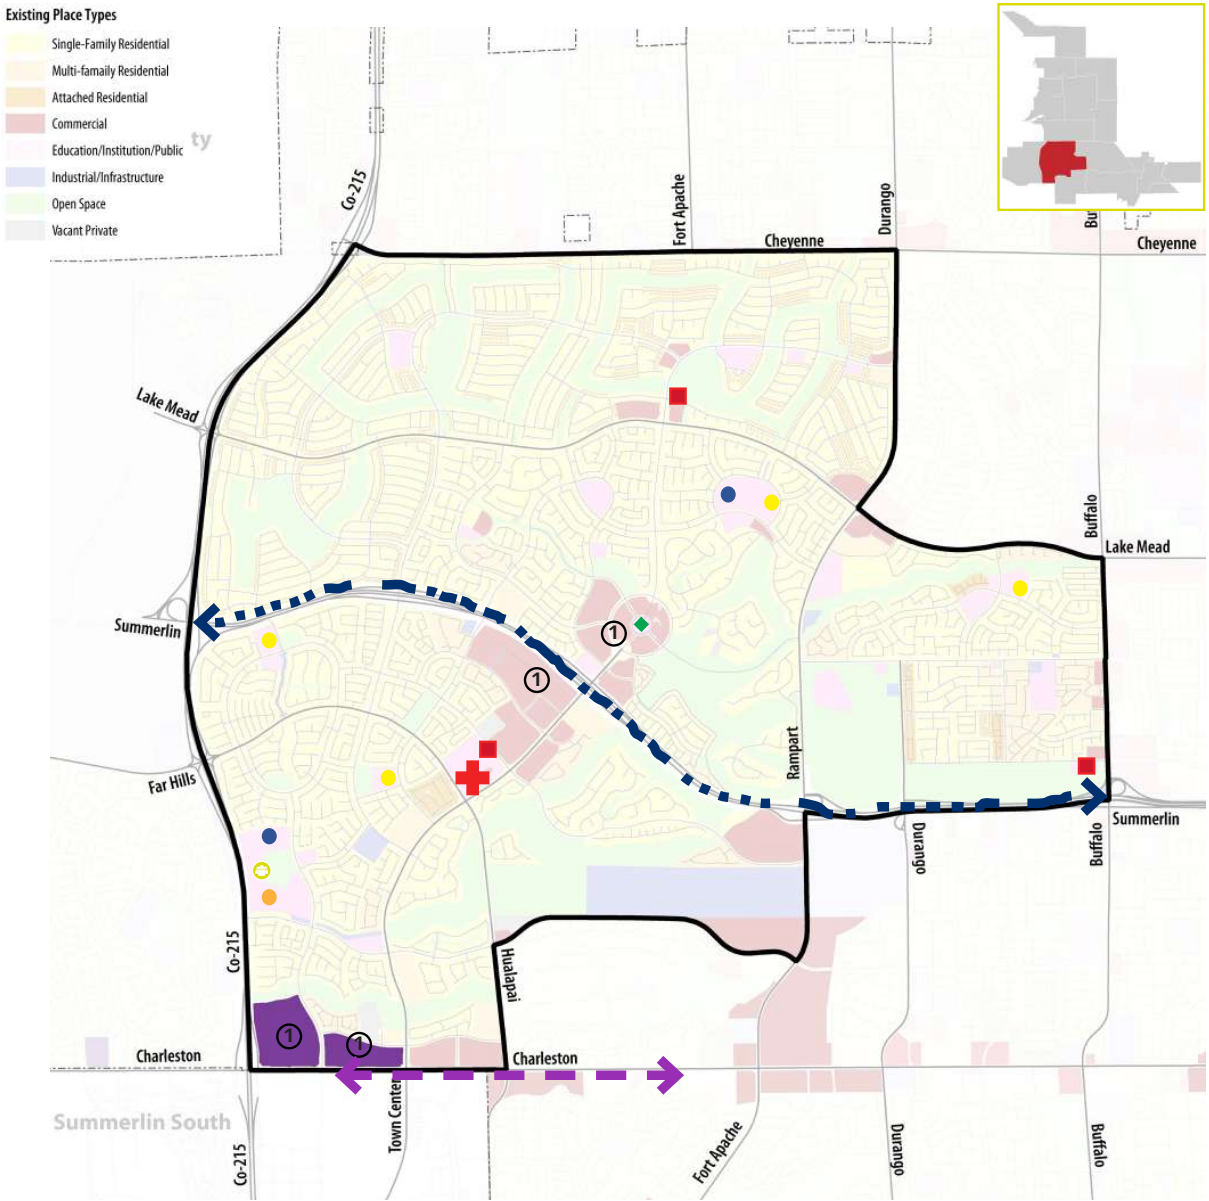 Existing Place Types
Single-Family Residential
Multi-famaily Residential
Attached Residential
Commercial
Education/Institution/Public
Industrial/Infrastructure
Open Space
Vacant Private
ty
Co-215
Fort Apache
Durango
Bu
Cheyenne
Cheyenne
Lake Mead
Buffalo
Lake Mead
Summerlin
1
1
Rampart
Far Hills
Summerlin
Durango
Buffalo
Co-215
Hualapai
1
1
Charleston
Charleston
Summerlin South
Town Center
Co-215
Fort Apache
Durango
Buffalo